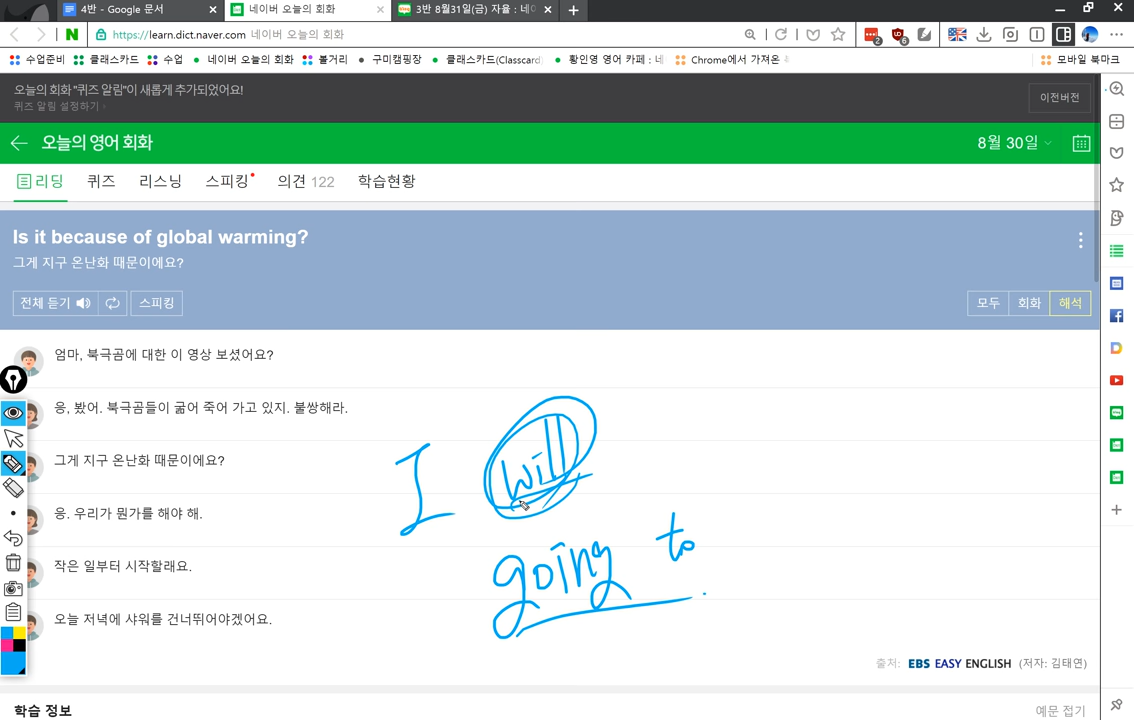 4반 - Google 문서
네이버 오늘의 회화
3반 8월31일(금) 자율 : 네이
https://learn.dict.naver.com 네이버 오늘의 회화
수업준비 클래스카드 수업 네이버 오늘의 회화 볼거리 구미캠핑장 클래스카드(Classcard) 황인영 영어 카페 : 네 Chrome에서 가져온 모바일 북마크
오늘의 회화 "퀴즈 알림"이 새롭게 추가되었어요!
퀴즈 알림 설정하기 ›
이전버전
오늘의 영어 회화
8월 30일
리딩 퀴즈 리스닝 스피킹 의견 122 학습현황
Is it because of global warming?
그게 지구 온난화 때문이에요?
전체 듣기 스피킹 모두 회화 해석
엄마, 북극곰에 대한 이 영상 보셨어요?
응, 봤어. 북극곰들이 굶어 죽어 가고 있지. 불쌍해라.
그게 지구 온난화 때문이에요?
응. 우리가 뭔가를 해야 해.
작은 일부터 시작할래요.
오늘 저녁에 샤워를 건너뛰어야겠어요.
I will
going to
출처: EBS EASY ENGLISH (저자: 김태연)
학습 정보
예문 접기